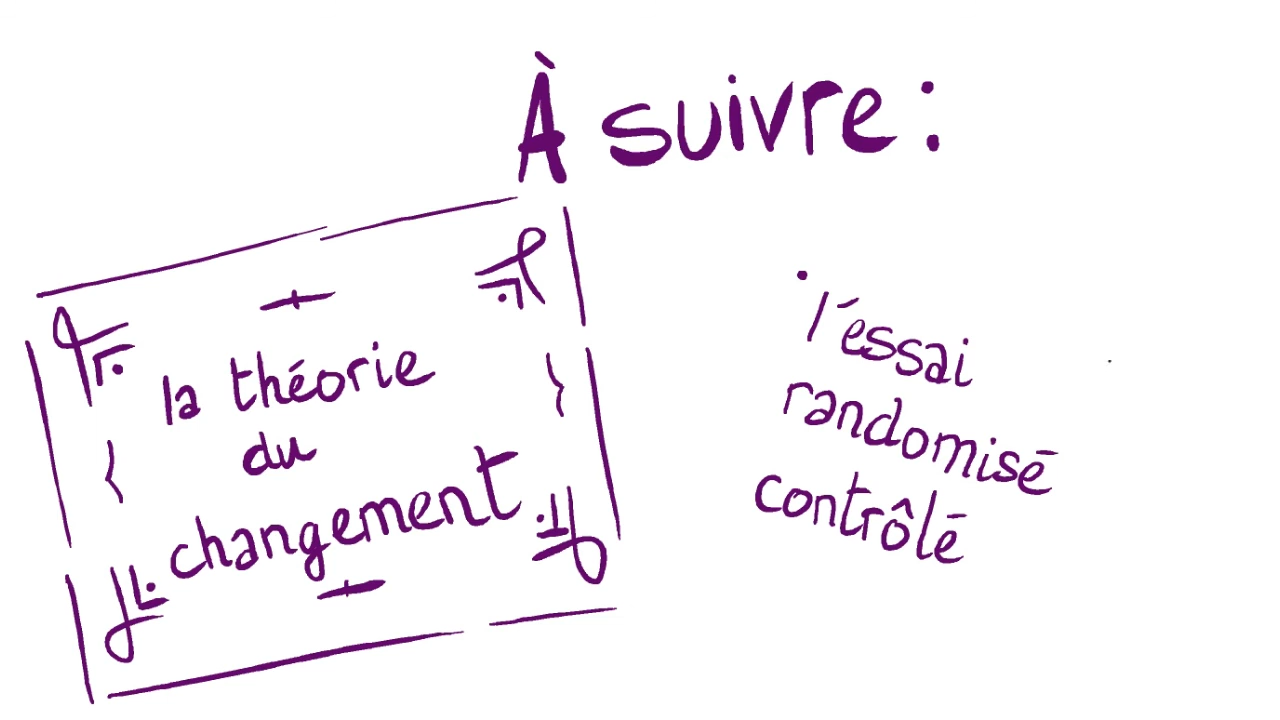 À suivre :
la théorie
du
changement
l'essai
randomisé
contrôlé